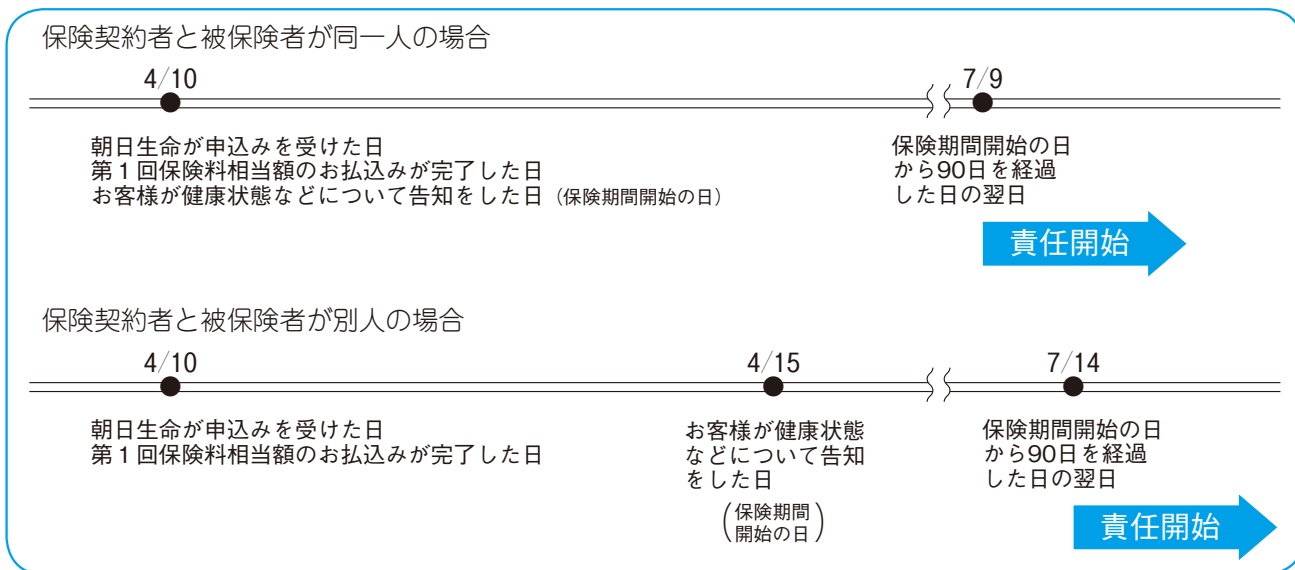 保険契約者と被保険者が同一人の場合
4/10
7/9
朝日生命が申込みを受けた日
第1回保険料相当額のお払込みが完了した日
お客様が健康状態などについて告知をした日(保険期間開始の日)
保険期間開始の日
から90日を経過
した日の翌日
責任開始
保険契約者と被保険者が別人の場合
4/10
4/15
7/14
朝日生命が申込みを受けた日
第1回保険料相当額のお払込みが完了した日
お客様が健康状態
などについて告知
をした日
(保険期間
開始の日)
保険期間開始の日
から90日を経過
した日の翌日
責任開始